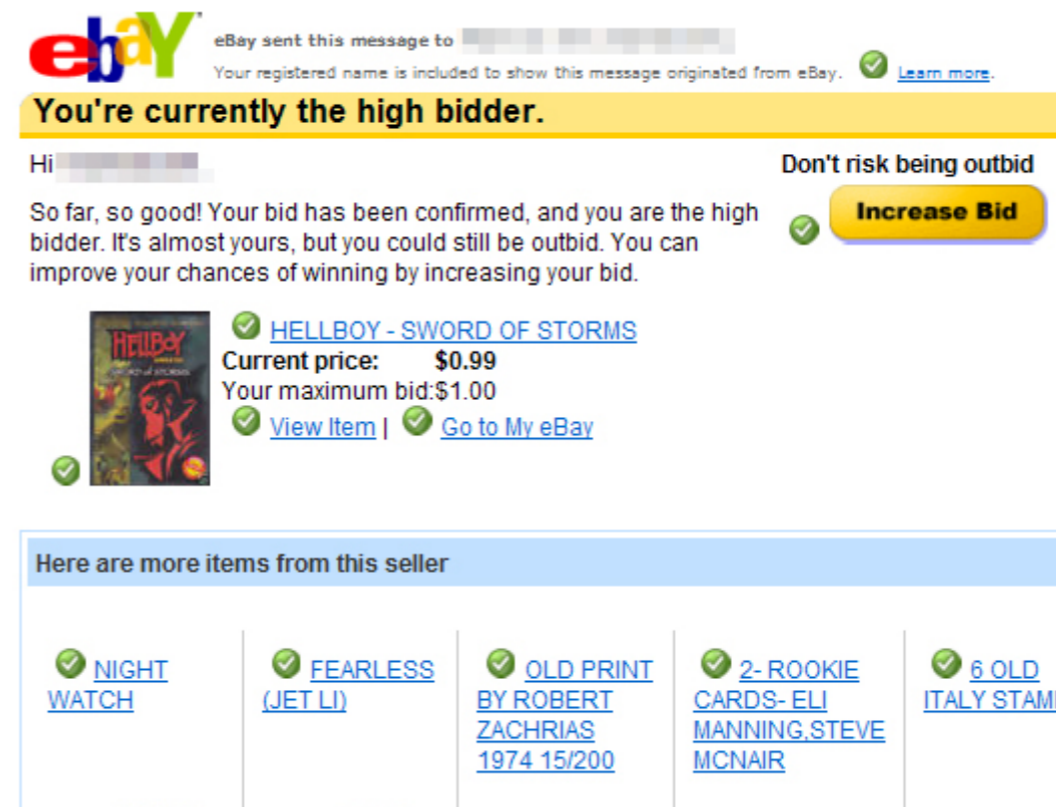 ebaY
eBay sent this message to
Your registered name is included to show this message originated from eBay. Learn more.
You're currently the high bidder.
Hi
Don't risk being outbid
Increase Bid
So far, so good! Your bid has been confirmed, and you are the high
bidder. It's almost yours, but you could still be outbid. You can
improve your chances of winning by increasing your bid.
HELLBOY
SWORD OF STORMS
HELLBOY - SWORD OF STORMS
Current price: $0.99
Your maximum bid:$1.00
View Item | Go to My eBay
Here are more items from this seller
NIGHT
WATCH
FEARLESS
(JET LI)
OLD PRINT
BY ROBERT
ZACHRIAS
1974 15/200
2- ROOKIE
CARDS- ELI
MANNING,STEVE
MCNAIR
6 OLD
ITALY STAM